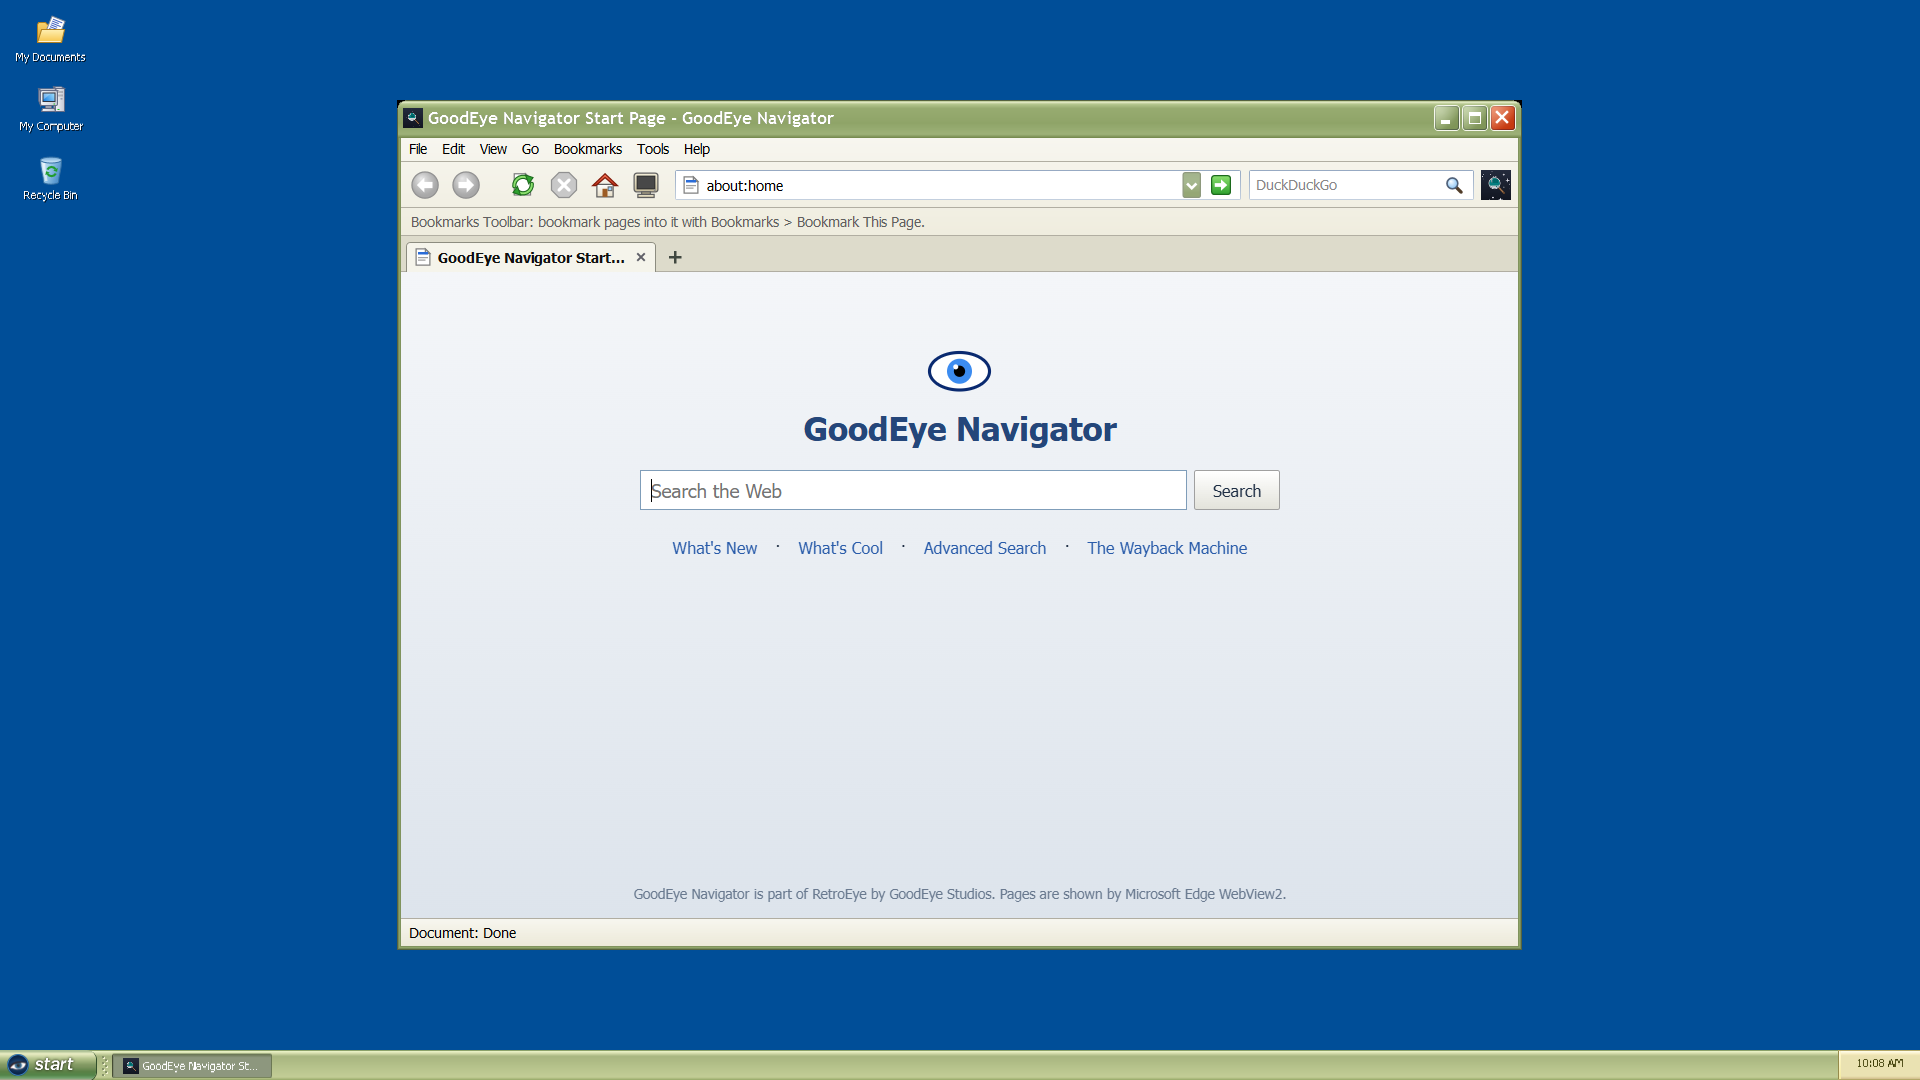 My Documents
My Computer
Recycle Bin
GoodEye Navigator Start Page - GoodEye Navigator
File Edit View Go Bookmarks Tools Help
about:home
DuckDuckGo
Bookmarks Toolbar: bookmark pages into it with Bookmarks > Bookmark This Page.
GoodEye Navigator Start...
GoodEye Navigator
Search the Web
Search
What's New · What's Cool · Advanced Search · The Wayback Machine
GoodEye Navigator is part of RetroEye by GoodEye Studios. Pages are shown by Microsoft Edge WebView2.
Document: Done
start
GoodEye Navigator St...
10:08 AM